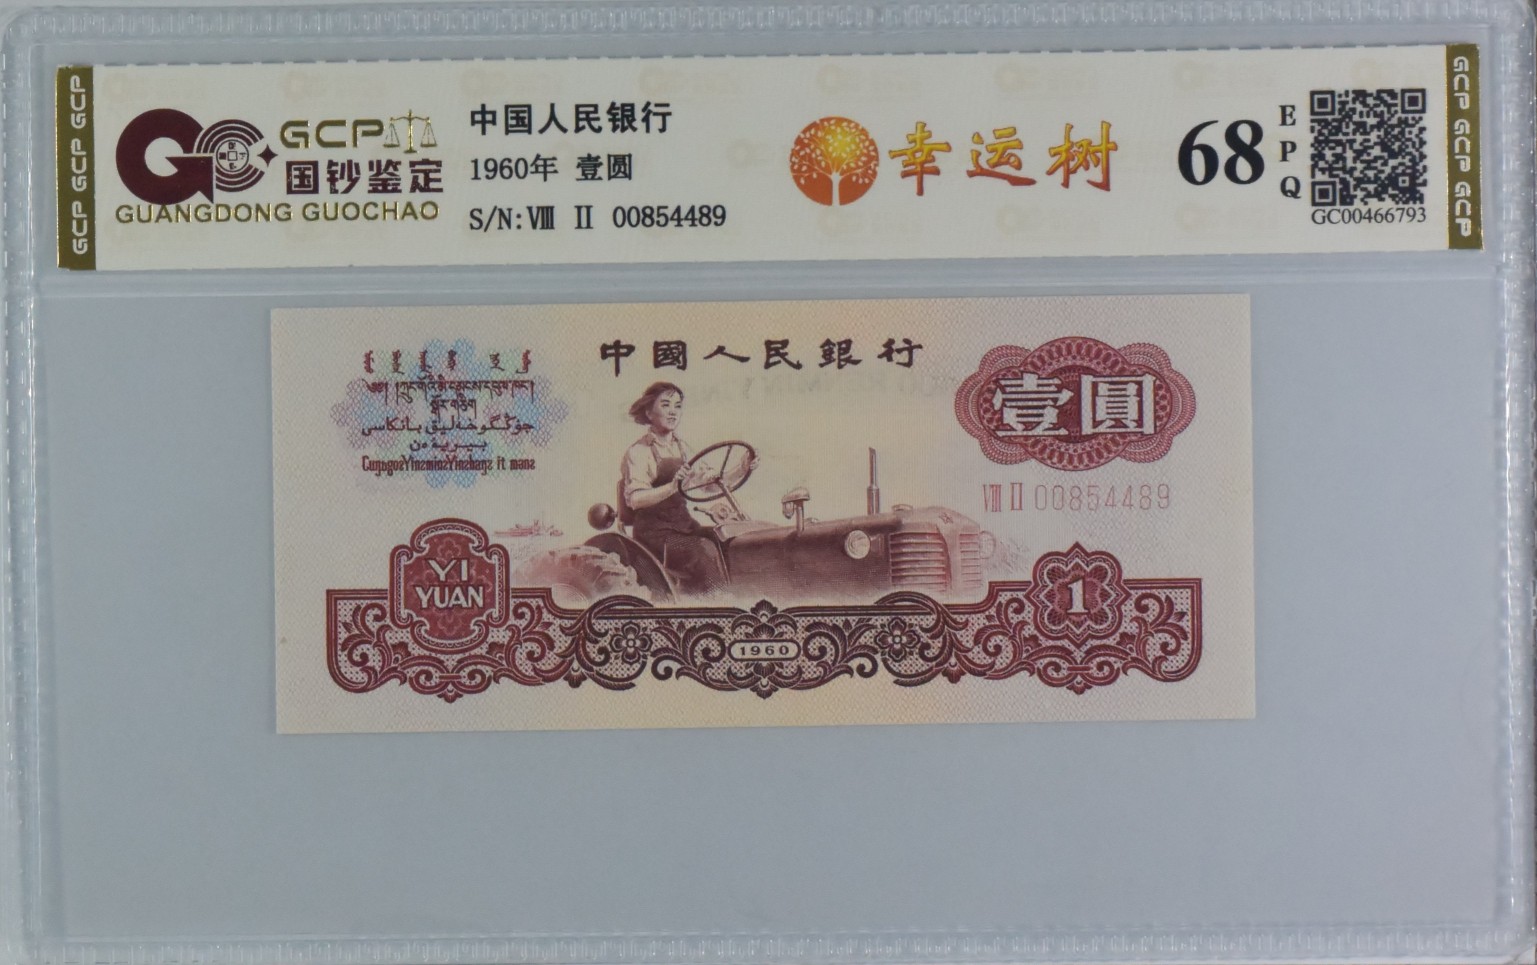 GCP GCP GCP
GCP
国钞鉴定
GUANGDONG GUOCHAO
中国人民银行
1960年 壹圆
S/N:Ⅷ Ⅱ 00854489
幸运树
68
EPQ
GC00466793
GCP GCP GCP
中國人民銀行
壹圓
Ⅷ Ⅱ 00854489
YI
YUAN
1960
1